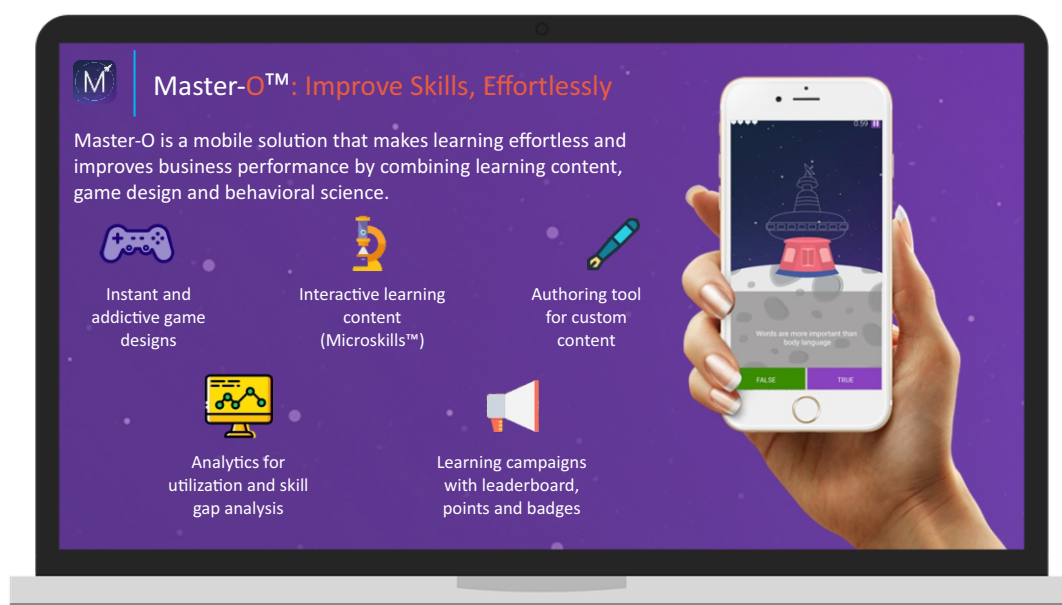 M
Master-O™: Improve Skills, Effortlessly
Master-O is a mobile solution that makes learning effortless and
improves business performance by combining learning content,
game design and behavioral science.
Instant and
addictive game
designs
Interactive learning
content
(Microskills™)
Authoring tool
for custom
content
Analytics for
utilization and skill
gap analysis
Learning campaigns
with leaderboard,
points and badges
0.59
Words are more important than
body language
FALSE
TRUE